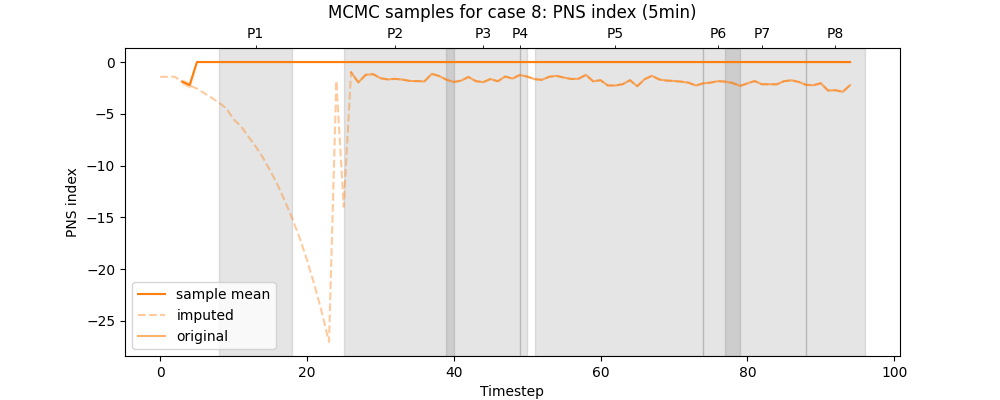 MCMC samples for case 8: PNS index (5min)
P1 P2 P3 P4 P5 P6 P7 P8
0
−5
−10
−15
−20
−25
PNS index
sample mean
imputed
original
0 20 40 60 80 100
Timestep